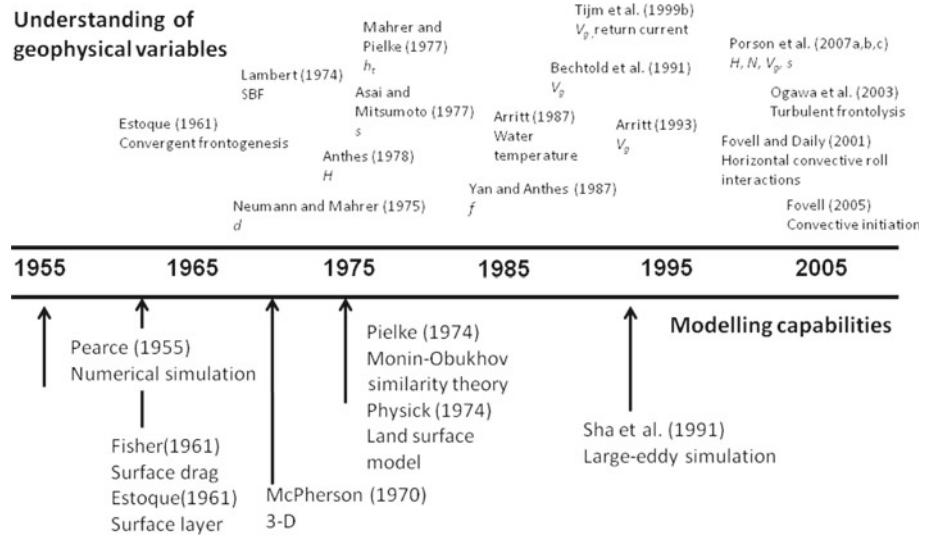 Understanding of
geophysical variables
Estoque (1961)
Convergent frontogenesis
Lambert (1974)
SBF
Neumann and Mahrer (1975)
d
Mahrer and
Pielke (1977)
hₜ
Asai and
Mitsumoto (1977)
s
Anthes (1978)
H
Tijm et al. (1999b)
V_g, return current
Bechtold et al. (1991)
V_g
Arritt (1987)
Water
temperature
Arritt (1993)
V_g
Yan and Anthes (1987)
f
Porson et al. (2007a,b,c)
H, N, V_g, s
Ogawa et al. (2003)
Turbulent frontolysis
Fovell and Daily (2001)
Horizontal convective roll
interactions
Fovell (2005)
Convective initiation
1955 1965 1975 1985 1995 2005
Modelling capabilities
Pearce (1955)
Numerical simulation
Fisher(1961)
Surface drag
Estoque(1961)
Surface layer
McPherson (1970)
3-D
Pielke (1974)
Monin-Obukhov
similarity theory
Physick (1974)
Land surface
model
Sha et al. (1991)
Large-eddy simulation